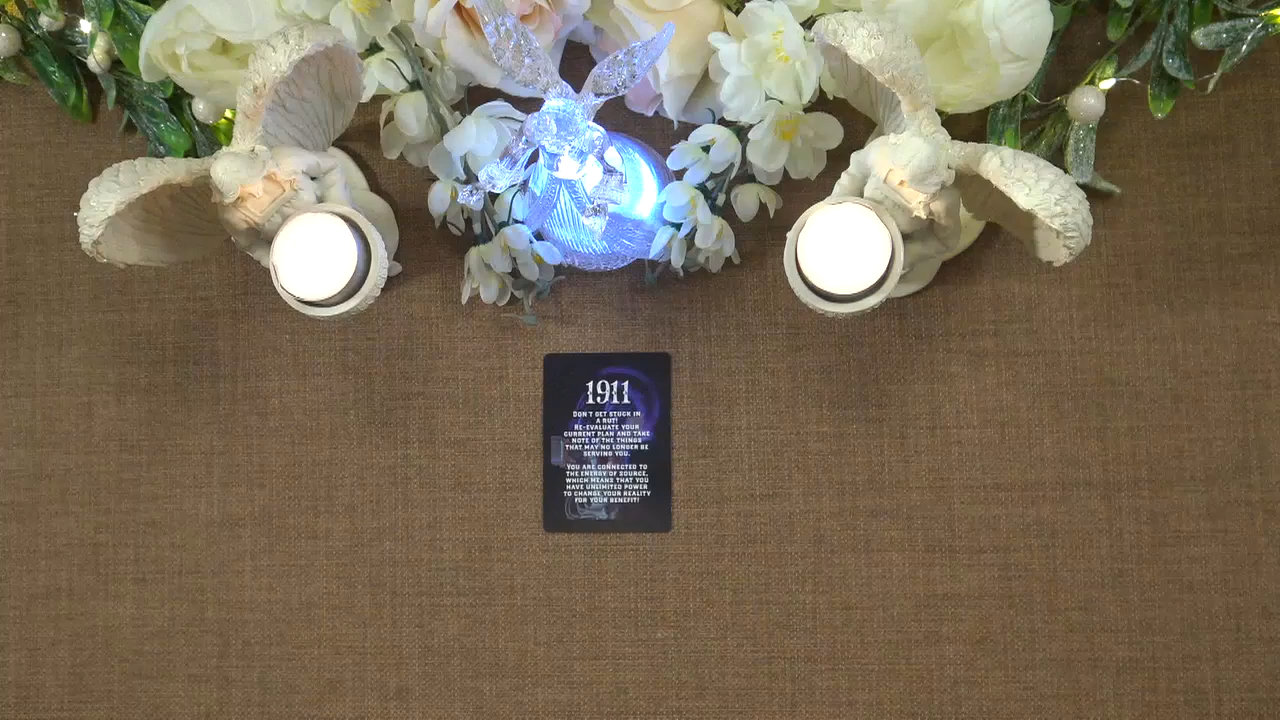 1911
DON'T GET STUCK IN
A RUT!
RE-EVALUATE YOUR
CURRENT PLAN AND TAKE
NOTE OF THE THINGS
THAT MAY NO LONGER BE
SERVING YOU.
YOU ARE CONNECTED TO
THE ENERGY OF SOURCE,
WHICH MEANS THAT YOU
HAVE UNLIMITED POWER
TO CHANGE YOUR REALITY
FOR YOUR BENEFIT!